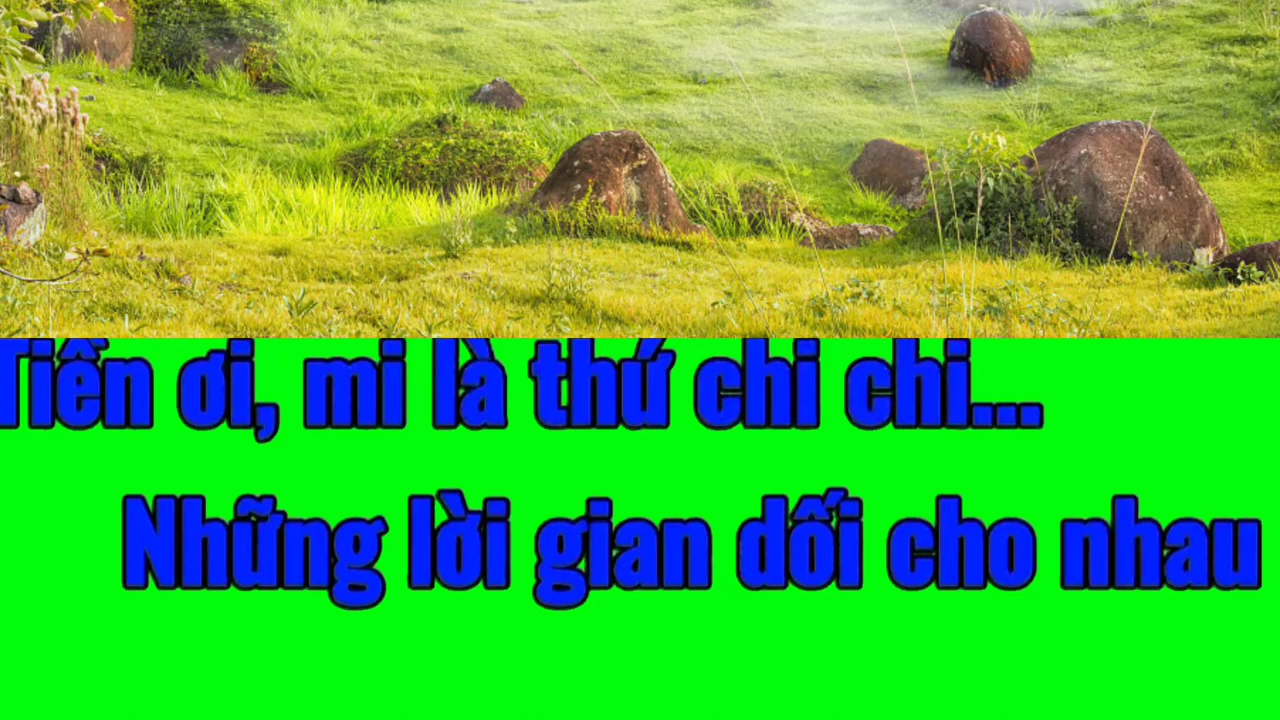 Tiền ơi, mi là thứ chi chi...
Những lời gian dối cho nhau